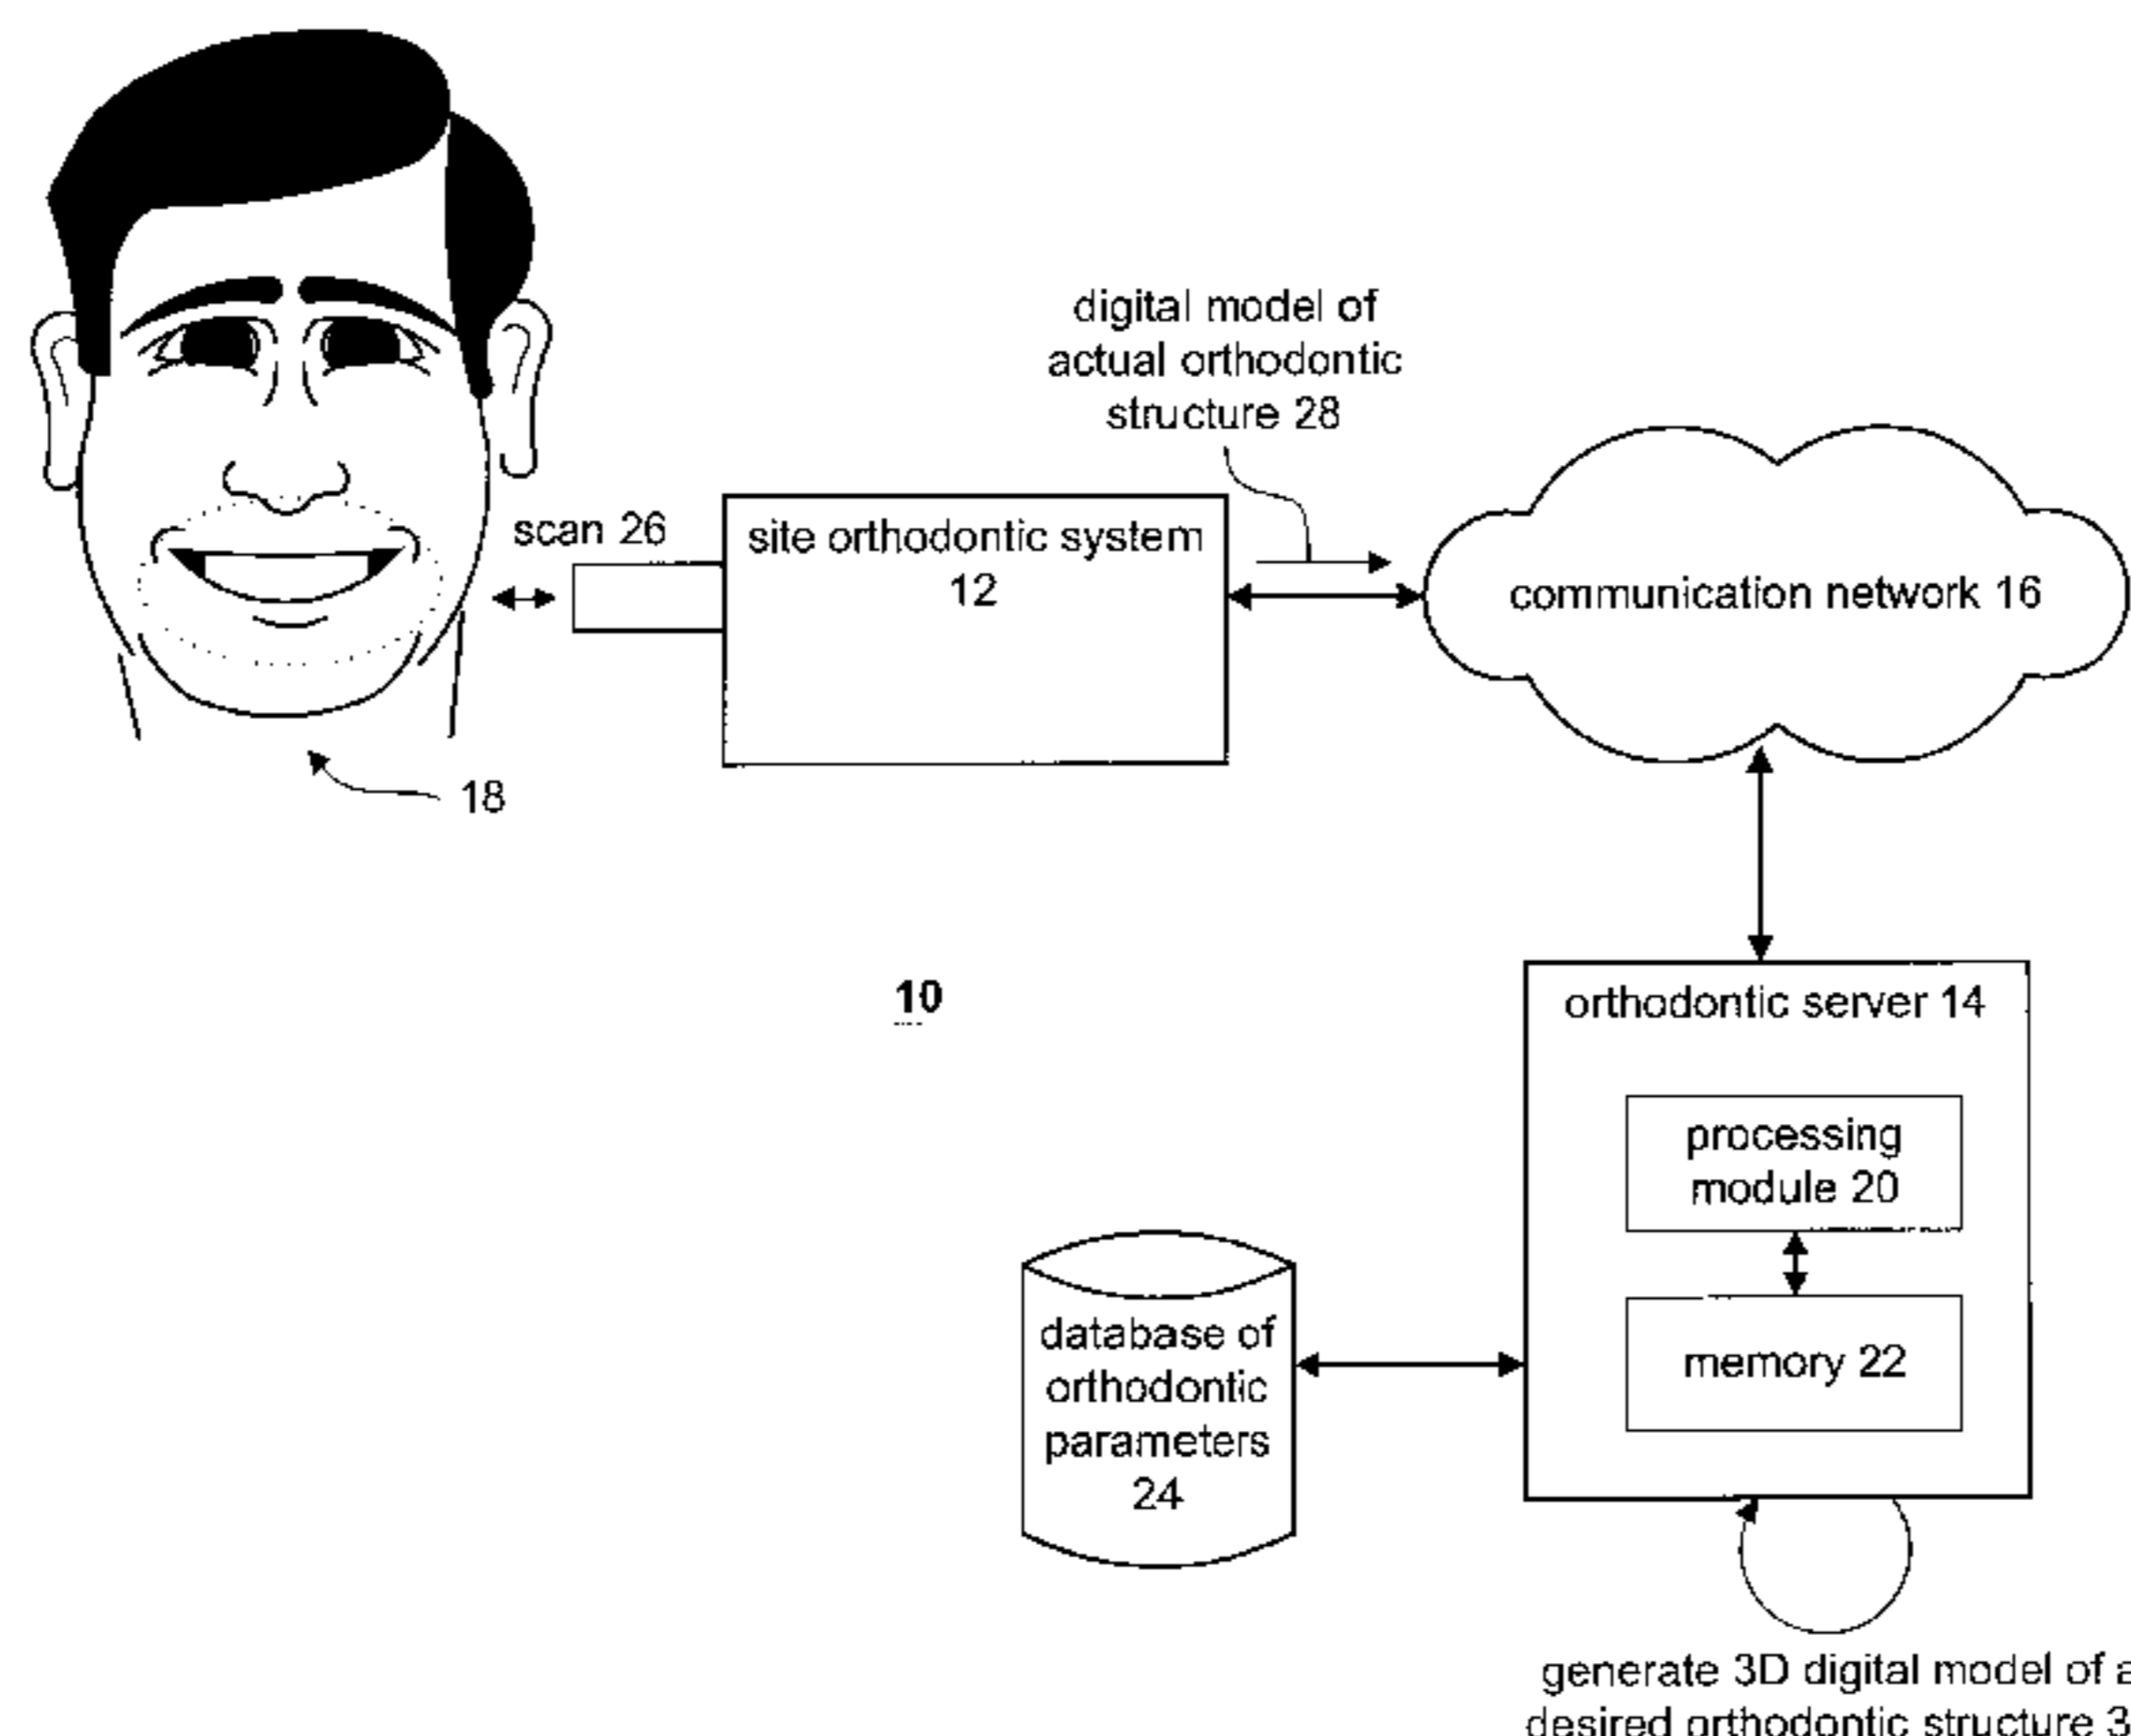 digital model of
actual orthodontic
structure 28
scan 26
site orthodontic system
12
communication network 16
18
10
orthodontic server 14
processing
module 20
memory 22
database of
orthodontic
parameters
24
generate 3D digital model of a
desired orthodontic structure 3